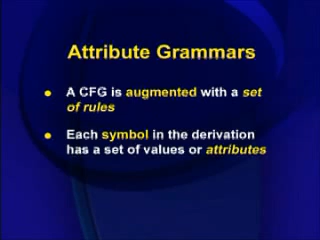 Attribute Grammars
● A CFG is augmented with a set
of rules
● Each symbol in the derivation
has a set of values or attributes